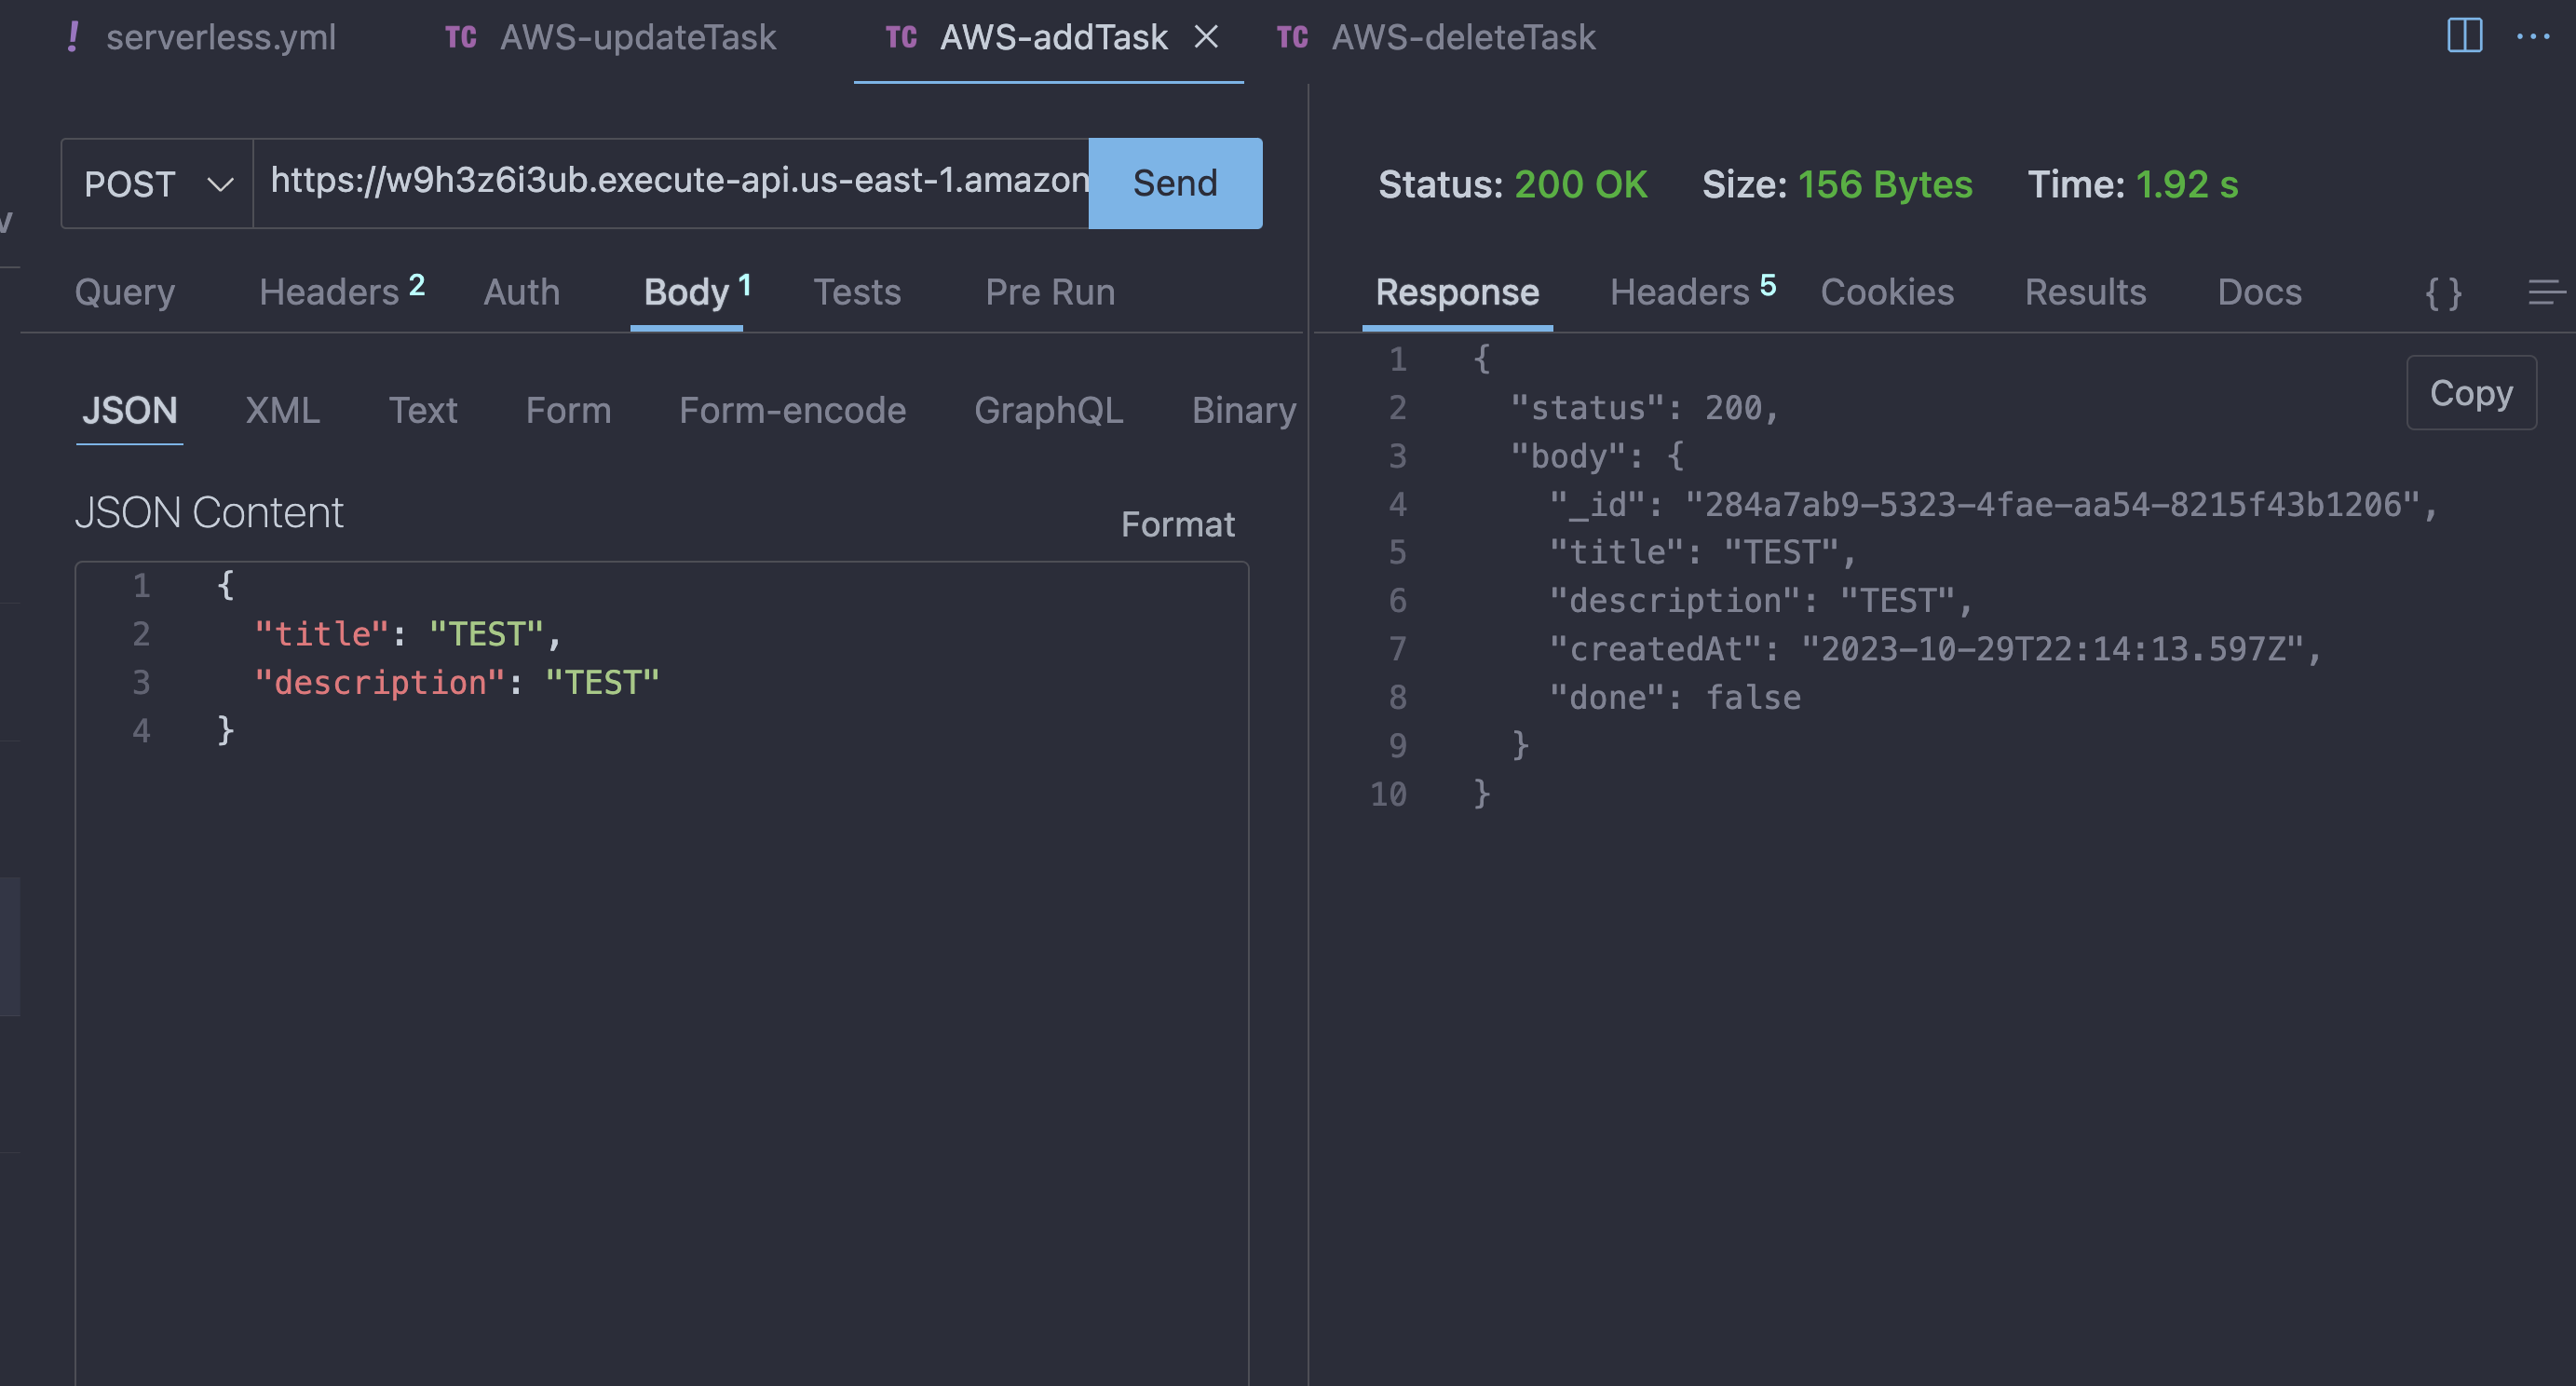 ! serverless.yml TC AWS-updateTask TC AWS-addTask TC AWS-deleteTask
POST https://w9h3z6i3ub.execute-api.us-east-1.amazon Send
Query Headers 2 Auth Body 1 Tests Pre Run
JSON XML Text Form Form-encode GraphQL Binary
JSON Content
Format
1 {
2 "title": "TEST",
3 "description": "TEST"
4 }
Status: 200 OK Size: 156 Bytes Time: 1.92 s
Response Headers 5 Cookies Results Docs { }
Copy
1 {
2 "status": 200,
3 "body": {
4 "_id": "284a7ab9-5323-4fae-aa54-8215f43b1206",
5 "title": "TEST",
6 "description": "TEST",
7 "createdAt": "2023-10-29T22:14:13.597Z",
8 "done": false
9 }
10 }